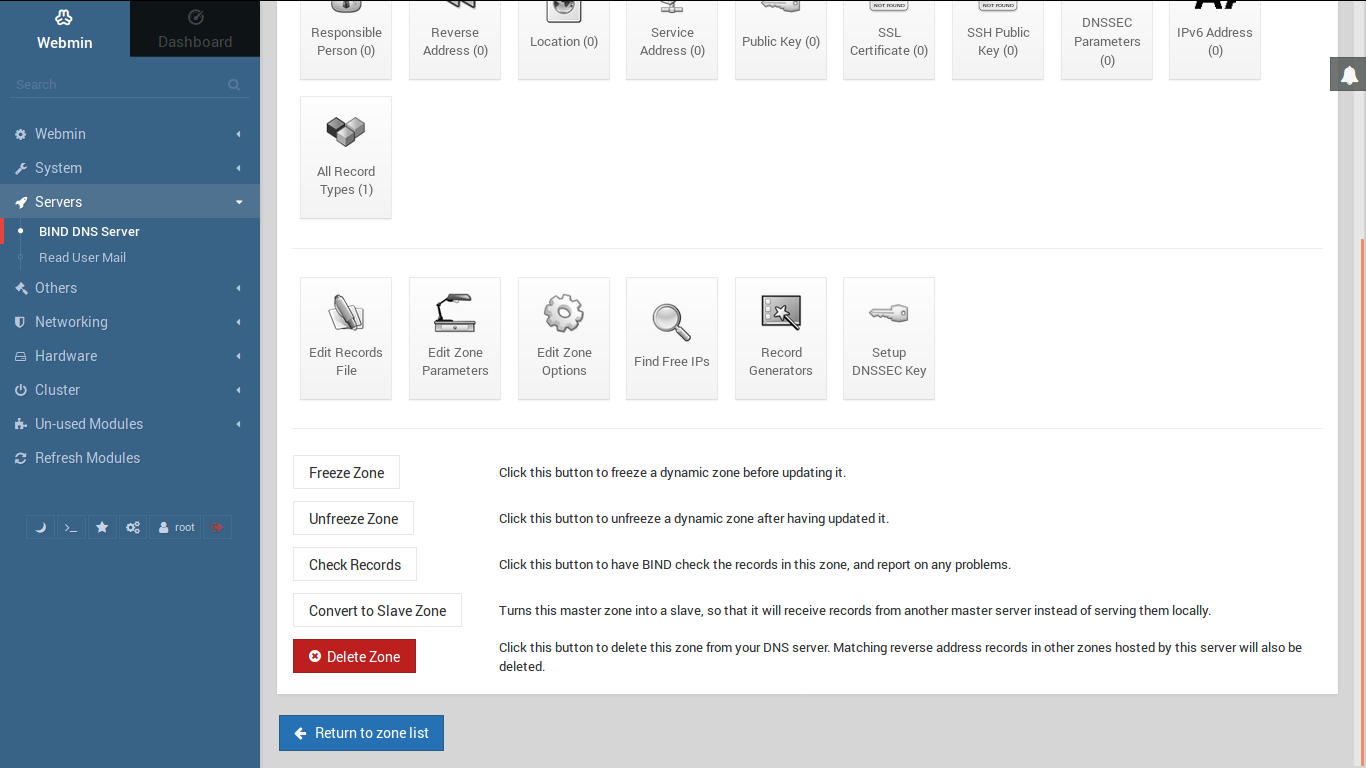 Webmin
Dashboard
Search
Webmin
System
Servers
BIND DNS Server
Read User Mail
Others
Networking
Hardware
Cluster
Un-used Modules
Refresh Modules
root
NOT FOUND
NOT FOUND
Responsible
Person (0)
Reverse
Address (0)
Location (0)
Service
Address (0)
Public Key (0)
SSL
Certificate (0)
SSH Public
Key (0)
DNSSEC
Parameters
(0)
IPv6 Address
(0)
All Record
Types (1)
Edit Records
File
Edit Zone
Parameters
Edit Zone
Options
Find Free IPs
Record
Generators
Setup
DNSSEC Key
Freeze Zone
Click this button to freeze a dynamic zone before updating it.
Unfreeze Zone
Click this button to unfreeze a dynamic zone after having updated it.
Check Records
Click this button to have BIND check the records in this zone, and report on any problems.
Convert to Slave Zone
Turns this master zone into a slave, so that it will receive records from another master server instead of serving them locally.
Delete Zone
Click this button to delete this zone from your DNS server. Matching reverse address records in other zones hosted by this server will also be
deleted.
Return to zone list